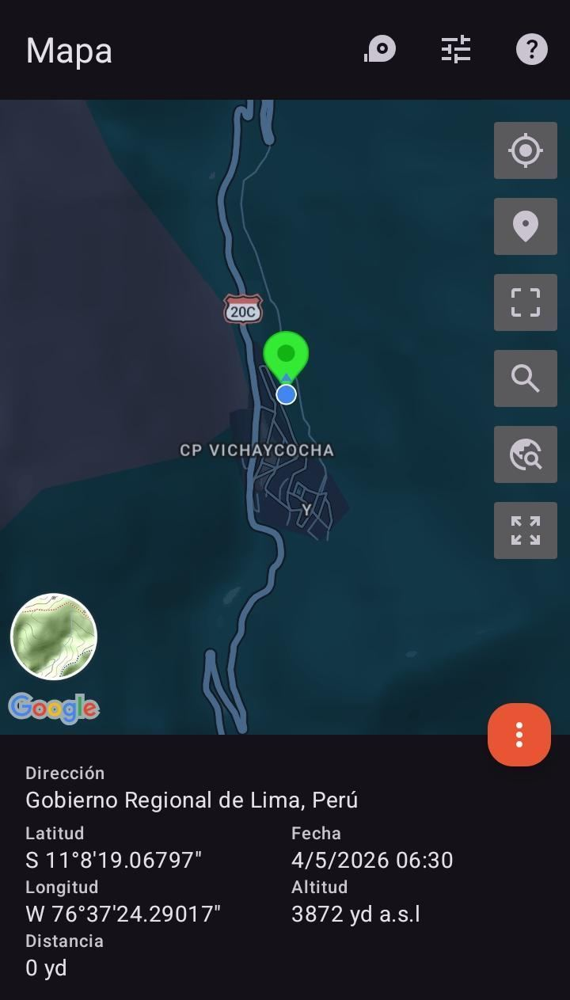 Mapa
20C
CP VICHAYCOCHA
Y
Google
Dirección
Gobierno Regional de Lima, Perú
Latitud
S 11°8'19.06797"
Fecha
4/5/2026 06:30
Longitud
W 76°37'24.29017"
Altitud
3872 yd a.s.l
Distancia
0 yd